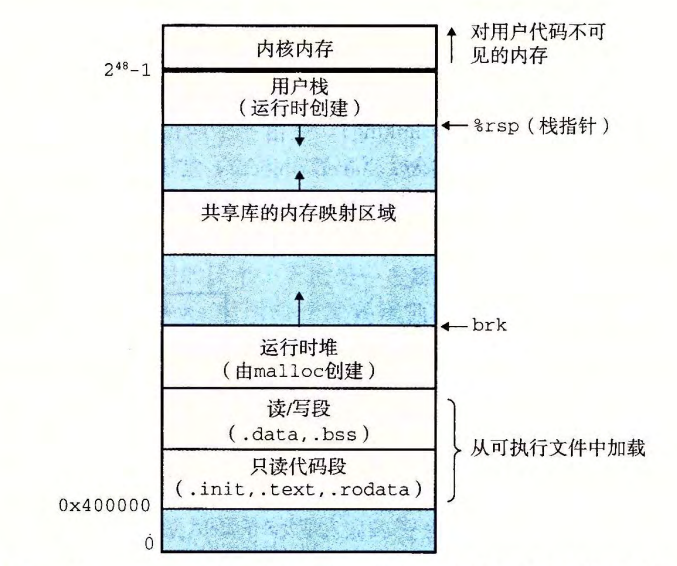 内核内存
对用户代码不可
见的内存
2⁴⁸-1
用户栈
(运行时创建)
%rsp(栈指针)
共享库的内存映射区域
brk
运行时堆
(由malloc创建)
读/写段
(.data,.bss)
从可执行文件中加载
只读代码段
(.init,.text,.rodata)
0x400000
0